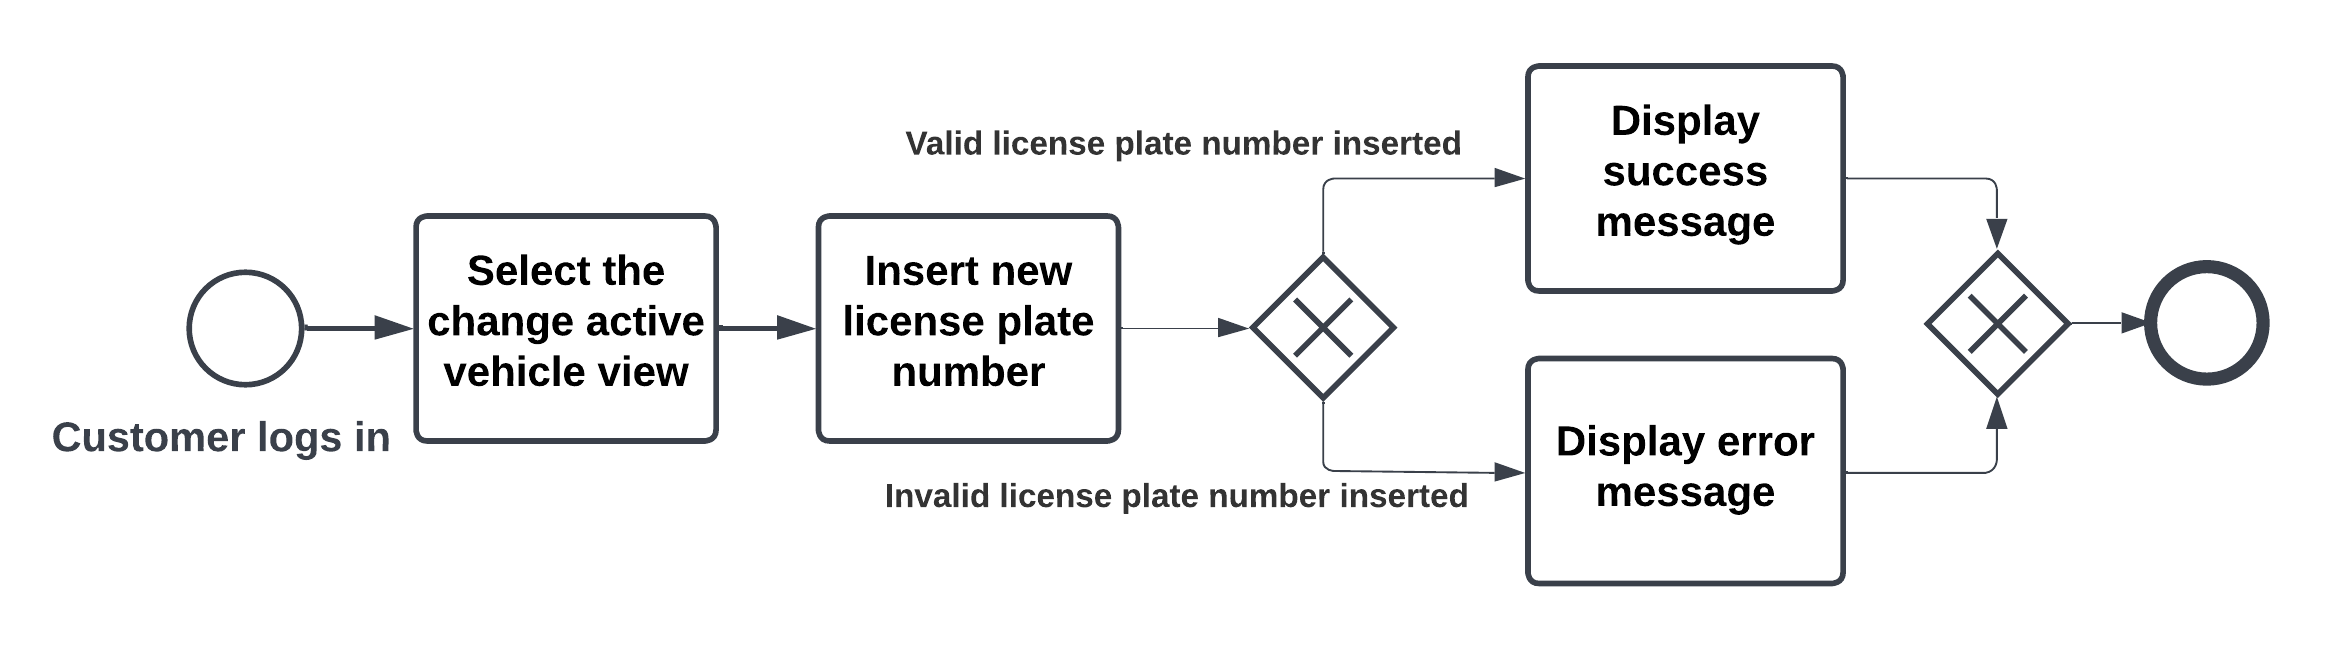 Customer logs in
Select the
change active
vehicle view
Insert new
license plate
number
Valid license plate number inserted
Invalid license plate number inserted
Display
success
message
Display error
message